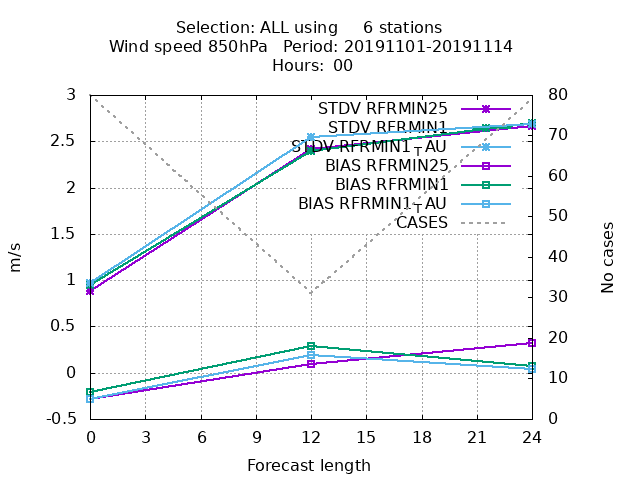 Selection: ALL using     6 stations
Wind speed 850hPa   Period: 20191101-20191114
Hours:  00
3
2.5
2
1.5
1
0.5
0
-0.5
m/s
STDV RFRMIN25
STDV RFRMIN1
STDV RFRMIN1_TAU
BIAS RFRMIN25
BIAS RFRMIN1
BIAS RFRMIN1_TAU
CASES
80
70
60
50
40
30
20
10
0
No cases
0 3 6 9 12 15 18 21 24
Forecast length